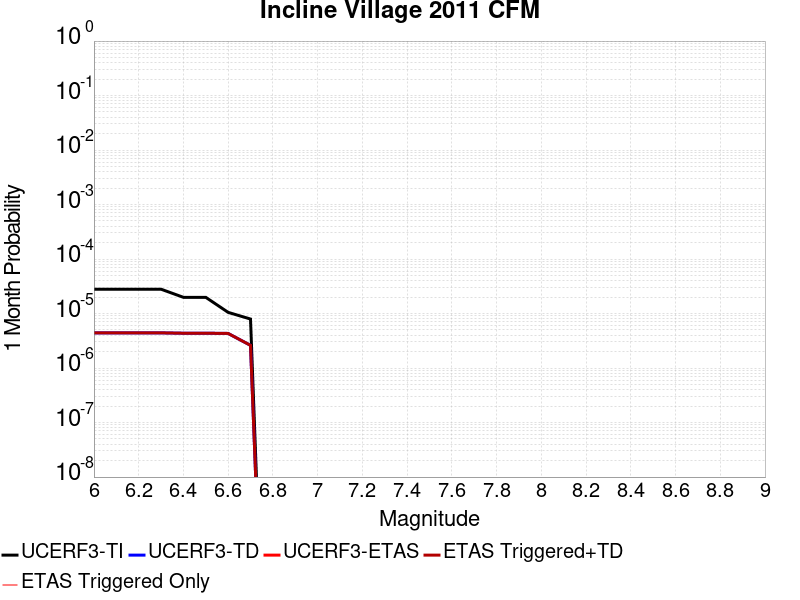 Incline Village 2011 CFM
1 Month Probability
10^0
10^-1
10^-2
10^-3
10^-4
10^-5
10^-6
10^-7
10^-8
6 6.2 6.4 6.6 6.8 7 7.2 7.4 7.6 7.8 8 8.2 8.4 8.6 8.8 9
Magnitude
UCERF3-TI UCERF3-TD UCERF3-ETAS ETAS Triggered+TD
ETAS Triggered Only